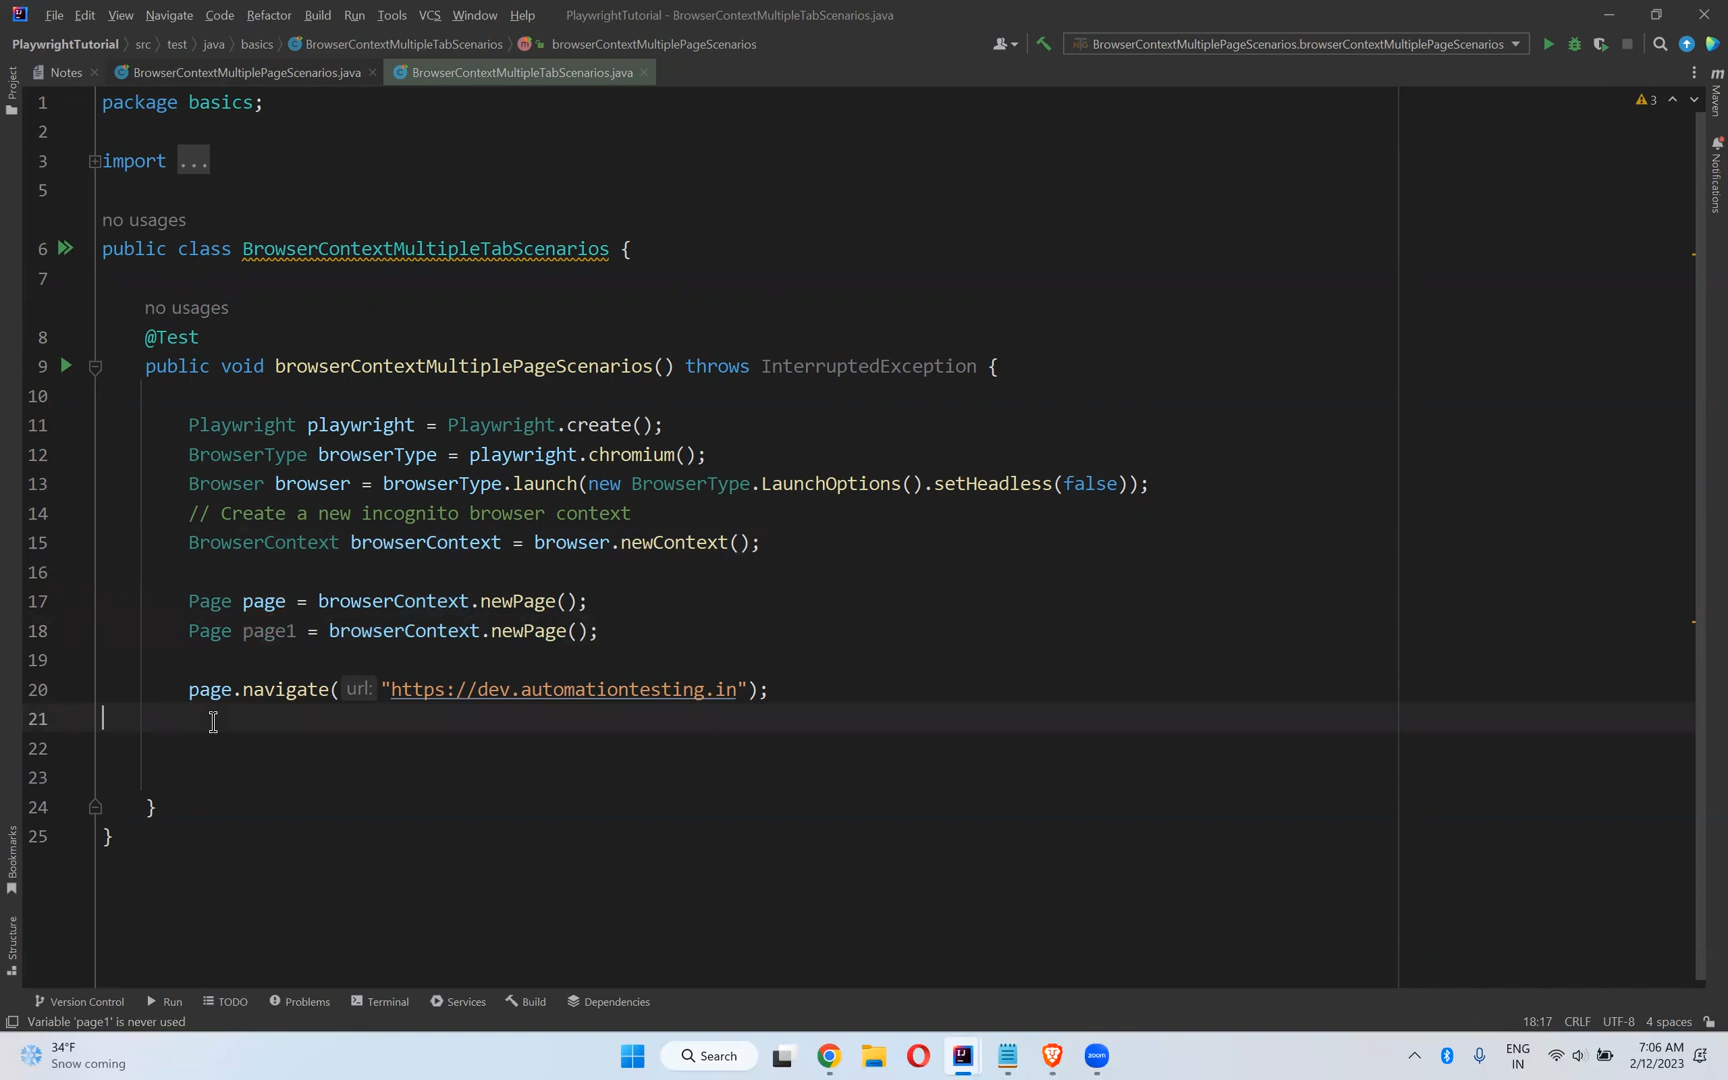 File Edit View Navigate Code Refactor Build Run Tools VCS Window Help PlaywrightTutorial - BrowserContextMultipleTabScenarios.java
PlaywrightTutorial src test java basics BrowserContextMultipleTabScenarios browserContextMultiplePageScenarios BrowserContextMultiplePageScenarios.browserContextMultiplePageScenarios
Notes BrowserContextMultiplePageScenarios.java BrowserContextMultipleTabScenarios.java
Project
Maven
Notifications
Bookmarks
Structure
3
1 package basics;
2
3 import ...
5
no usages
6 public class BrowserContextMultipleTabScenarios {
7
no usages
8 @Test
9 public void browserContextMultiplePageScenarios() throws InterruptedException {
10
11 Playwright playwright = Playwright.create();
12 BrowserType browserType = playwright.chromium();
13 Browser browser = browserType.launch(new BrowserType.LaunchOptions().setHeadless(false));
14 // Create a new incognito browser context
15 BrowserContext browserContext = browser.newContext();
16
17 Page page = browserContext.newPage();
18 Page page1 = browserContext.newPage();
19
20 page.navigate( url: "https://dev.automationtesting.in");
21
22
23
24 }
25 }
Version Control Run TODO Problems Terminal Services Build Dependencies
Variable 'page1' is never used 18:17 CRLF UTF-8 4 spaces
34°F
Snow coming
Search
zoom
ENG
IN
7:06 AM
2/12/2023